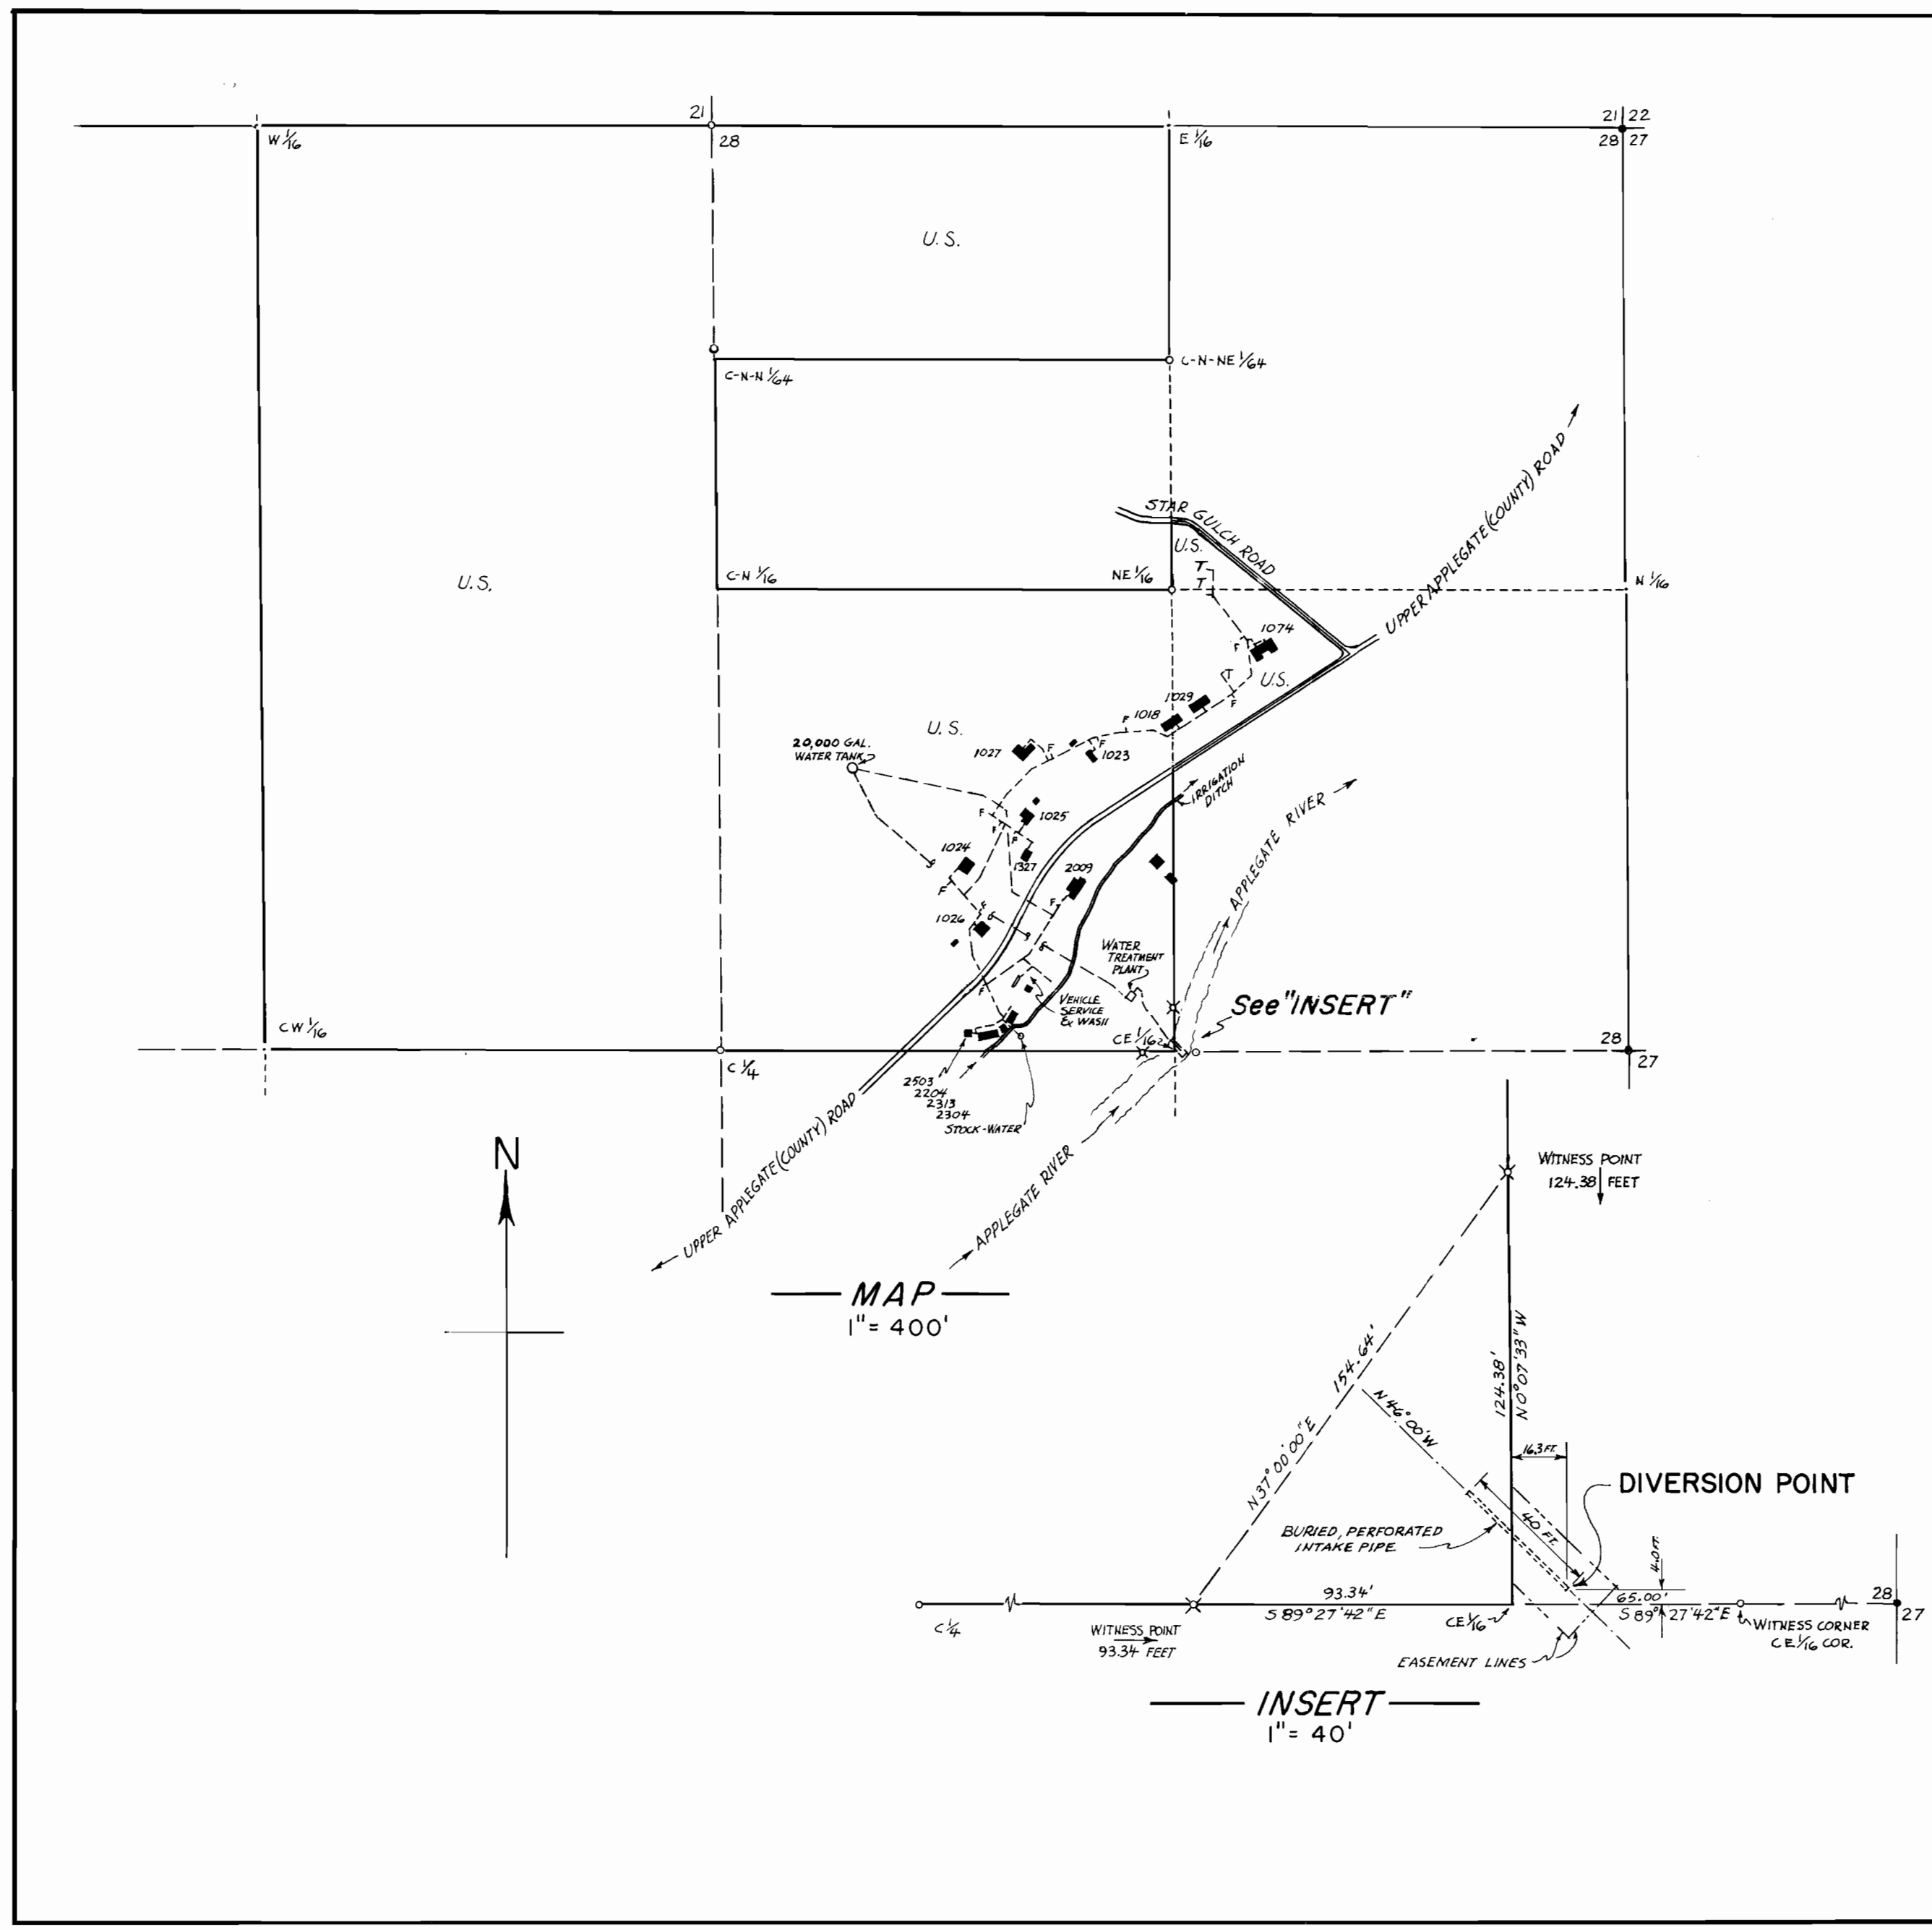 21
21 22
W 1/16
28
E 1/16
28 27
U.S.
C-N-N 1/64
C-N-NE 1/64
STAR GULCH ROAD
U.S.
UPPER APPLEGATE (COUNTY) ROAD
U.S.
C-N 1/16
NE 1/16
T
T
N 1/16
1074
F
U.S.
T
1029
F
F
1018
U.S.
20,000 GAL.
WATER TANK
1027
F
F
1023
IRRIGATION
DITCH
F
F
1025
F
1024
1327
2009
F
F
F
1026
APPLEGATE RIVER
WATER
TREATMENT
PLANT
F
VEHICLE
SERVICE
& WASH
See "INSERT"
CW 1/16
CE 1/16
28
27
C 1/4
2503
2204
2313
2304
STOCK-WATER
UPPER APPLEGATE (COUNTY) ROAD
APPLEGATE RIVER
N
MAP
1" = 400'
WITNESS POINT
124.38 FEET
154.64'
N37°00'00"E
124.38'
N0°07'33"W
N46°00'W
16.3 FT.
DIVERSION POINT
40 FT.
BURIED, PERFORATED
INTAKE PIPE
4.0 FT.
93.34'
S89°27'42"E
65.00'
S89°27'42"E
28
27
C 1/4
CE 1/16
WITNESS POINT
93.34 FEET
WITNESS CORNER
CE 1/16 COR.
EASEMENT LINES
INSERT
1" = 40'